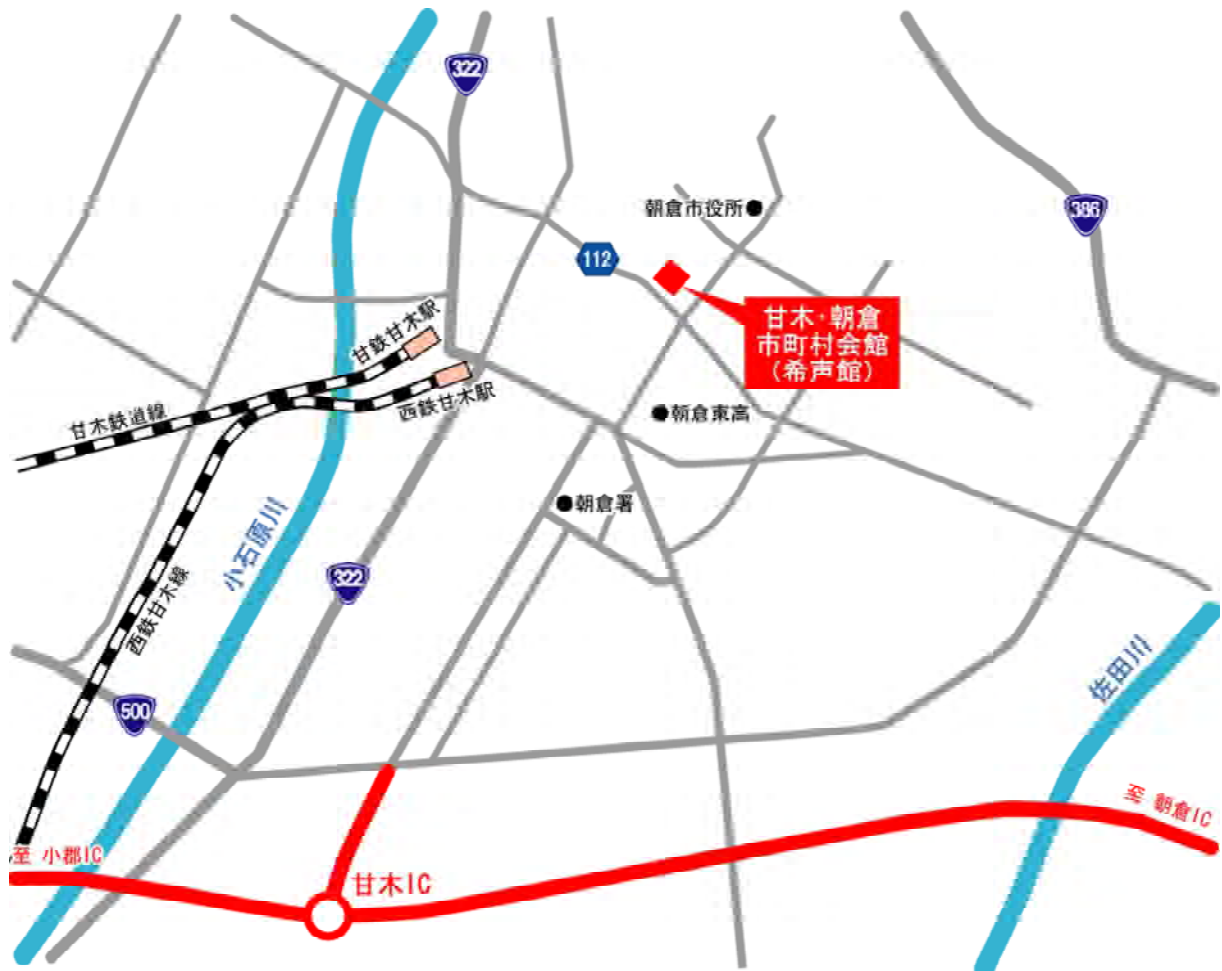 322
朝倉市役所
386
112
甘木・朝倉
市町村会館
（希声館）
甘鉄甘木駅
西鉄甘木駅
甘木鉄道線
朝倉東高
朝倉署
小石原川
322
西鉄甘木線
500
佐田川
至 朝倉IC
至 小郡IC
甘木IC